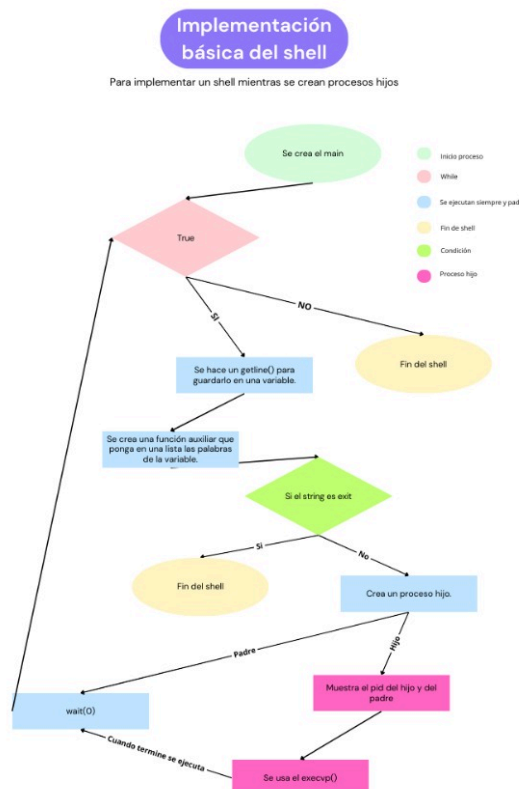 Implementación
básica del shell
Para implementar un shell mientras se crean procesos hijos
Se crea el main
Inicio proceso
While
Se ejecutan siempre y pad
Fin de shell
Condición
Proceso hijo
True
SI
NO
Se hace un getline() para
guardarlo en una variable.
Fin del shell
Se crea una función auxiliar que
ponga en una lista las palabras
de la variable.
Si el string es exit
Si
No
Fin del shell
Crea un proceso hijo.
Padre
Hijo
Muestra el pid del hijo y del
padre
wait(0)
Cuando termine se ejecuta
Se usa el execvp()